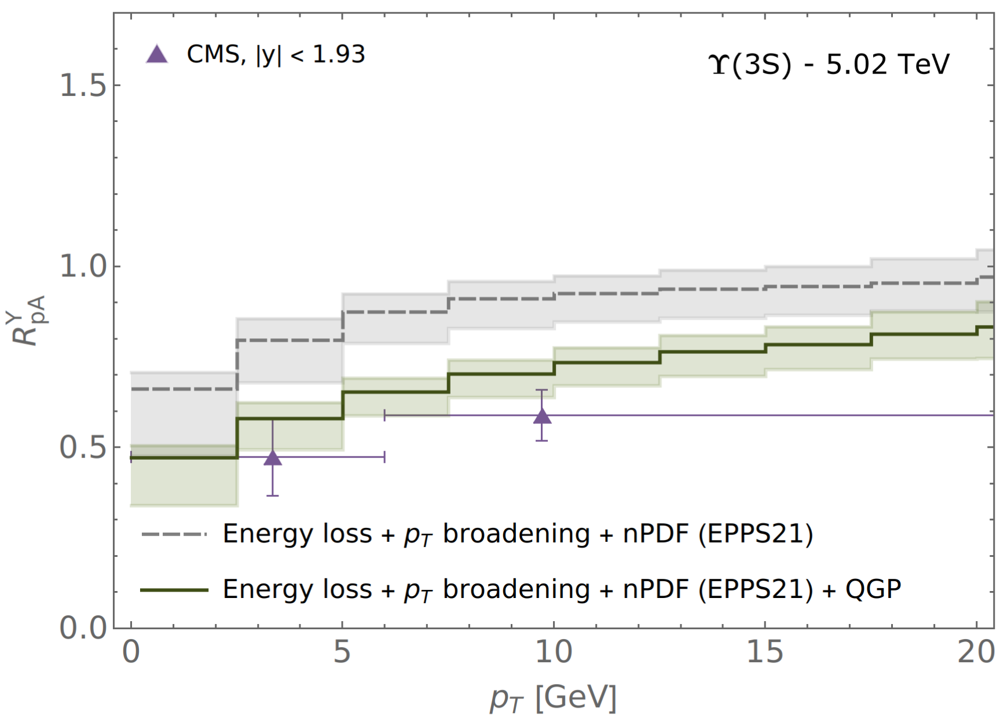 CMS, |y| < 1.93
ϒ(3S) - 5.02 TeV
1.5
1.0
0.5
0.0
R^Y_pA
Energy loss + p_T broadening + nPDF (EPPS21)
Energy loss + p_T broadening + nPDF (EPPS21) + QGP
0 5 10 15 20
p_T [GeV]